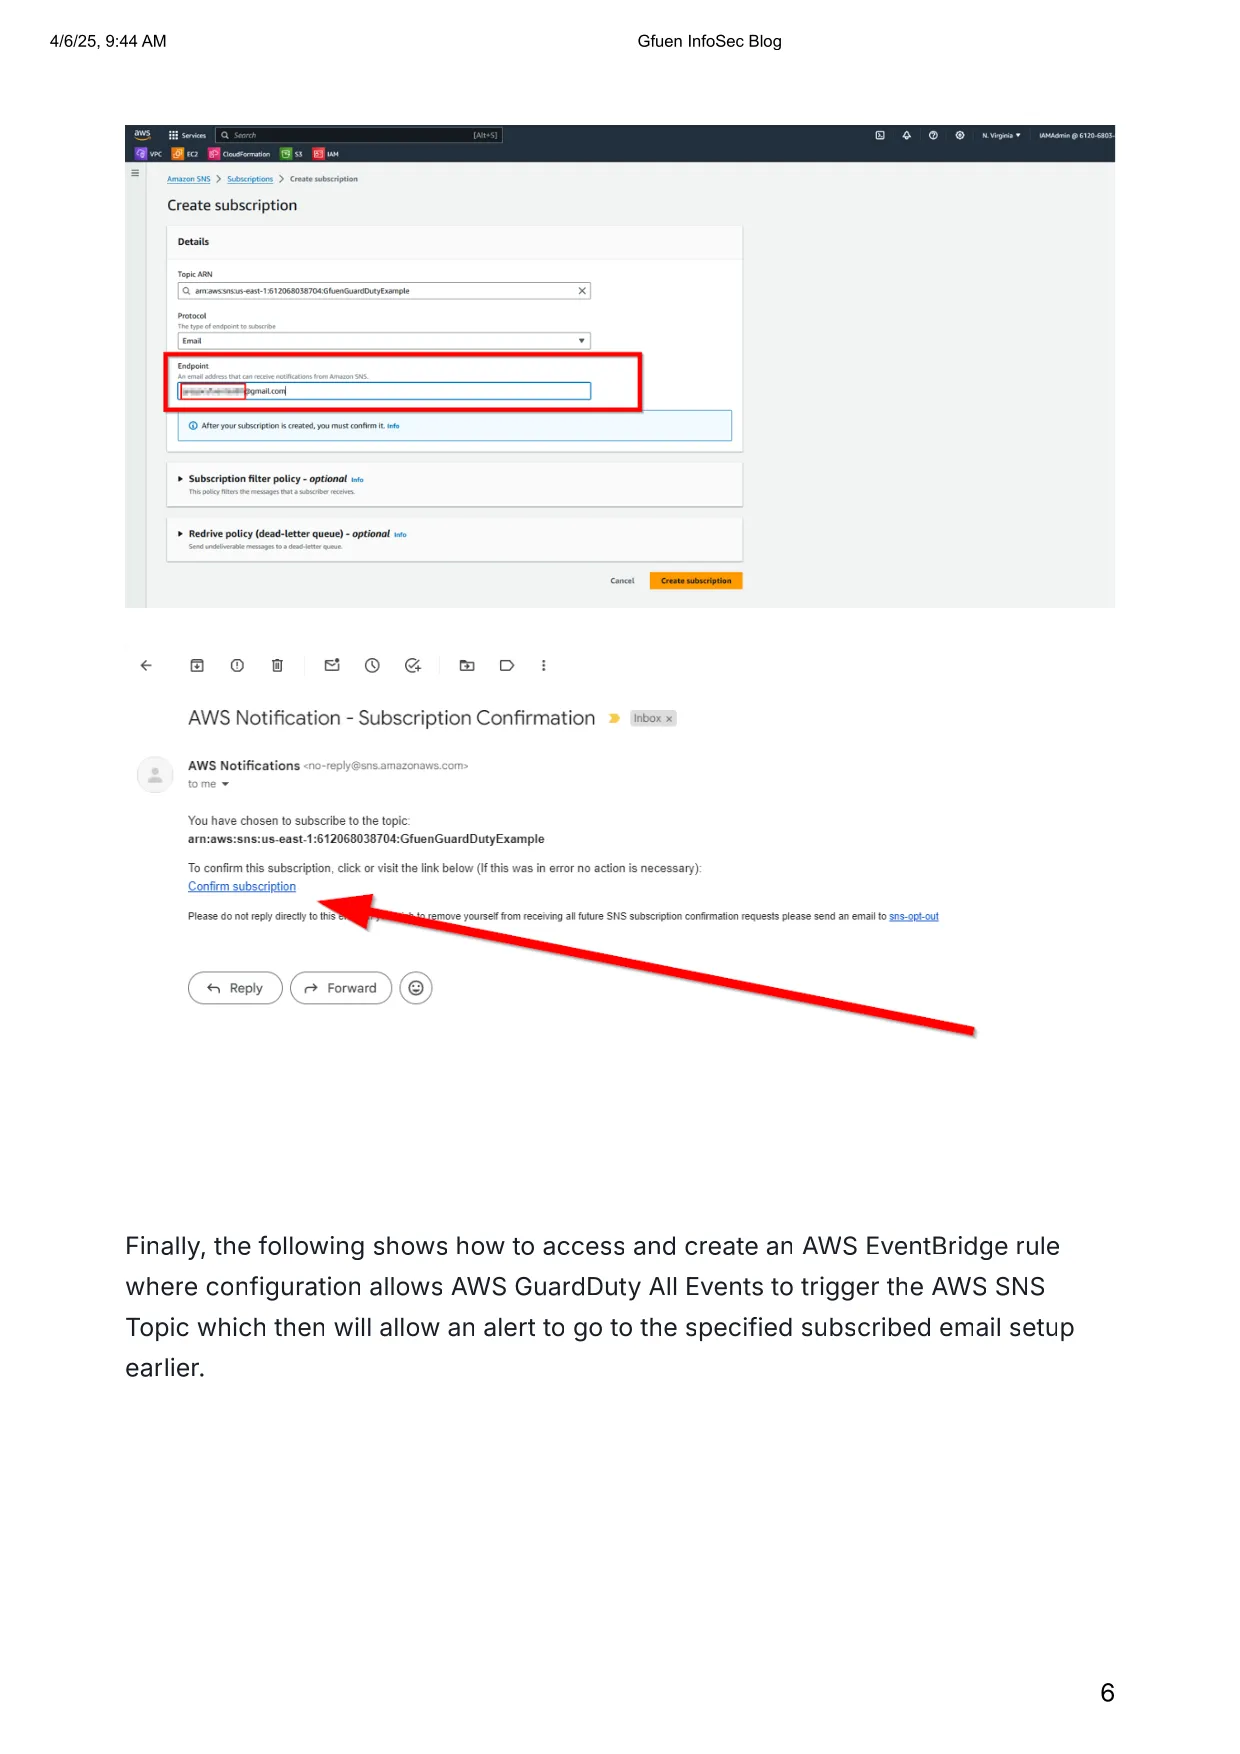 4/6/25, 9:44 AM
Gfuen InfoSec Blog
aws
Services
Search
[Alt+S]
N. Virginia
IAMAdmin @ 6120-6803-
VPC
EC2
CloudFormation
S3
IAM
Amazon SNS > Subscriptions > Create subscription
Create subscription
Details
Topic ARN
arn:aws:sns:us-east-1:612068038704:GfuenGuardDutyExample
Protocol
The type of endpoint to subscribe
Email
Endpoint
An email address that can receive notifications from Amazon SNS.
@gmail.com
After your subscription is created, you must confirm it. Info
Subscription filter policy - optional Info
This policy filters the messages that a subscriber receives.
Redrive policy (dead-letter queue) - optional Info
Send undeliverable messages to a dead-letter queue.
Cancel
Create subscription
AWS Notification - Subscription Confirmation
Inbox x
AWS Notifications <no-reply@sns.amazonaws.com>
to me
You have chosen to subscribe to the topic:
arn:aws:sns:us-east-1:612068038704:GfuenGuardDutyExample
To confirm this subscription, click or visit the link below (If this was in error no action is necessary):
Confirm subscription
Please do not reply directly to this to remove yourself from receiving all future SNS subscription confirmation requests please send an email to sns-opt-out
Reply
Forward
Finally, the following shows how to access and create an AWS EventBridge rule
where configuration allows AWS GuardDuty All Events to trigger the AWS SNS
Topic which then will allow an alert to go to the specified subscribed email setup
earlier.
6